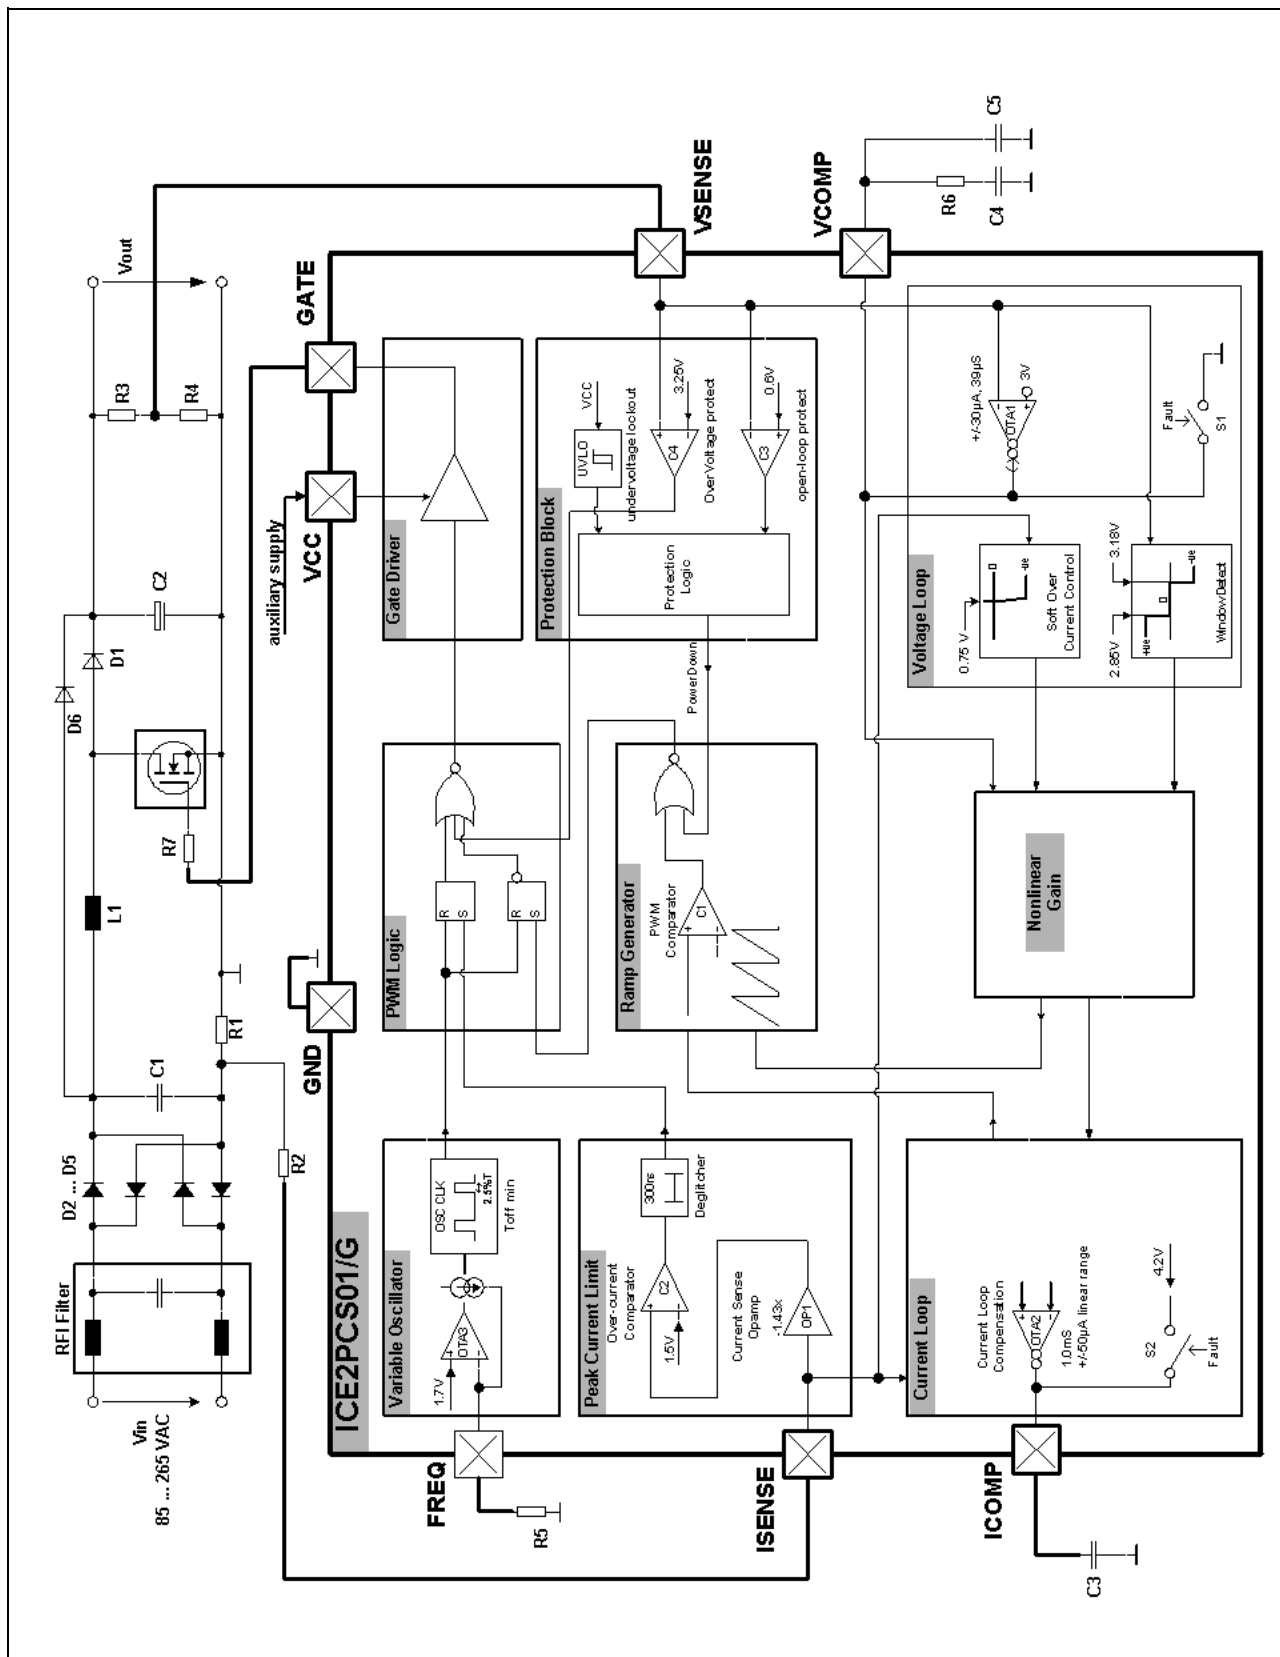 Vin
85 ... 265 VAC
RFI Filter
D2 ... D5
C1
R1
R2
L1
R7
D6
D1
C2
R3
R4
Vout
auxiliary supply
GND
VCC
GATE
ICE2PCS01/G
FREQ
R5
Variable Oscillator
1.7V
OTA3
+
-
OSC CLK
2.5%T
Toff min
PWM Logic
R
S
R
S
Gate Driver
Peak Current Limit
Over-current
Comparator
1.5V
C2
+
-
300ns
Deglitcher
Current Sense
Opamp
-1.43x
OP1
ISENSE
Ramp Generator
PWM
Comparator
C1
+
-
Protection Block
VCC
UVLO
undervoltage lockout
C4
+
-
3.25V
OverVoltage protect
C3
-
+
0.6V
open-loop protect
Protection
Logic
PowerDown
VSENSE
VCOMP
R6
C4
C5
Current Loop
Current Loop
Compensation
OTA2
1.0mS
+/-50µA linear range
4.2V
S2
Fault
ICOMP
C3
Nonlinear
Gain
Voltage Loop
0.75 V
0
-ve
Soft Over
Current Control
2.85V
3.18V
+ve
0
-ve
WindowDetect
+/-30µA, 39µS
OTA1
-
+
3V
Fault
S1